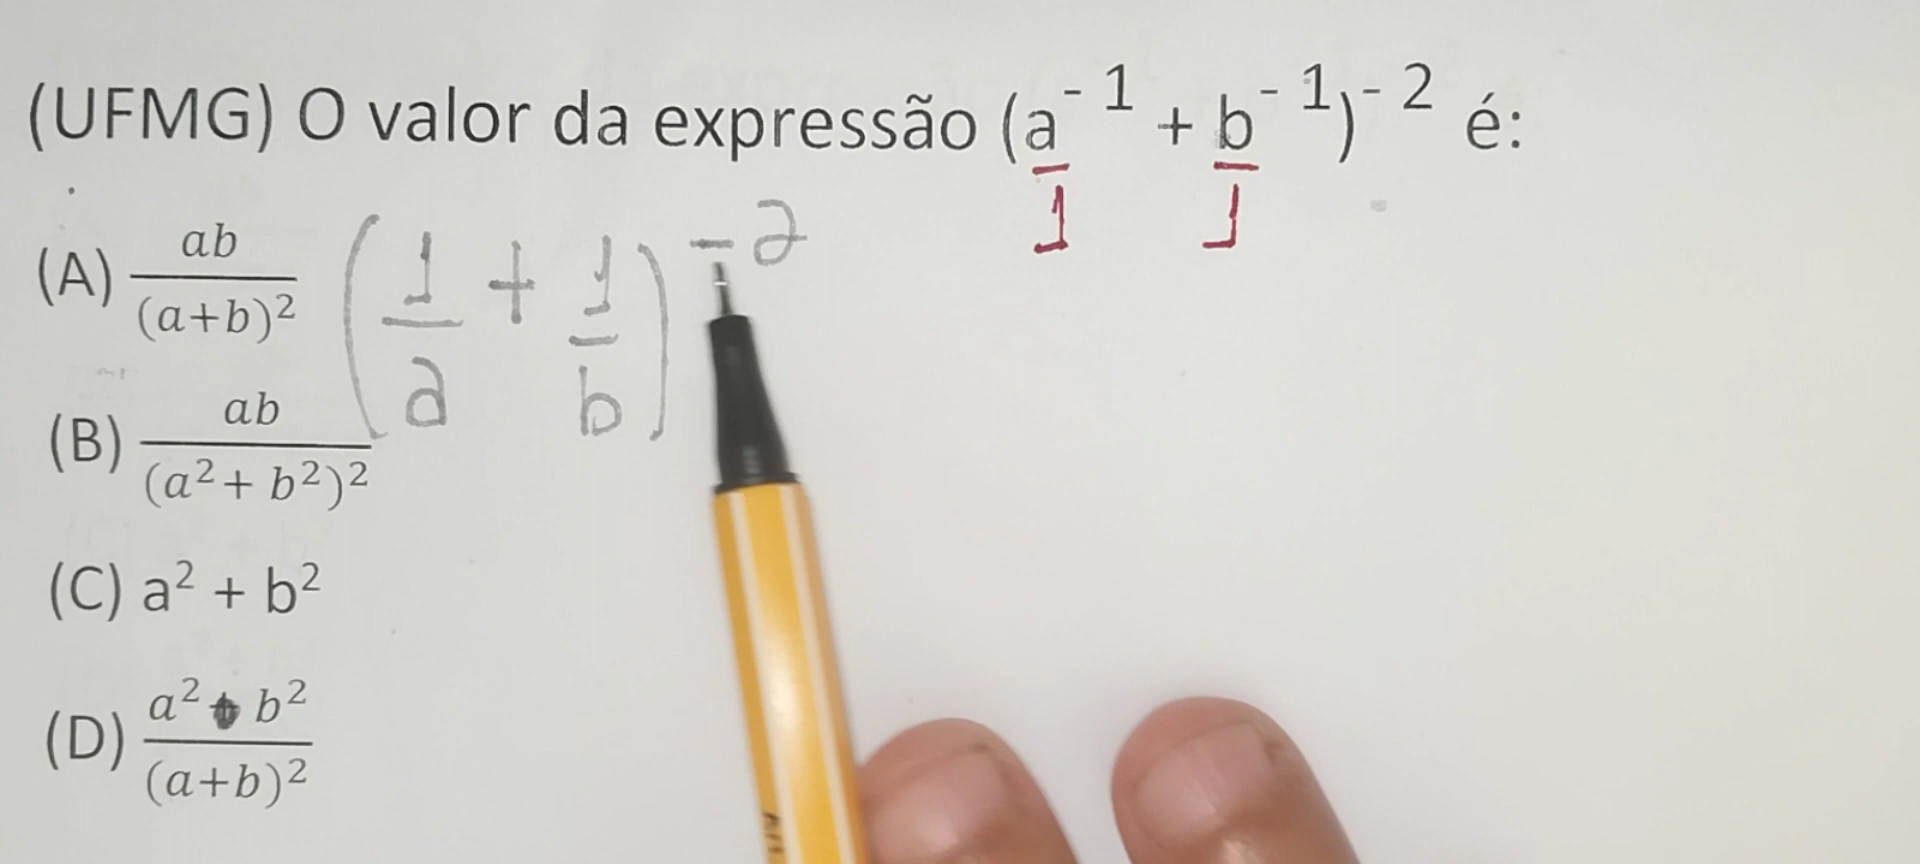 (UFMG) O valor da expressão (a⁻¹ + b⁻¹)⁻² é:
1 1
(A) ab/(a+b)²
(1/a + 1/b)⁻²
(B) ab/(a²+ b²)²
(C) a² + b²
(D) a² b²/(a+b)²